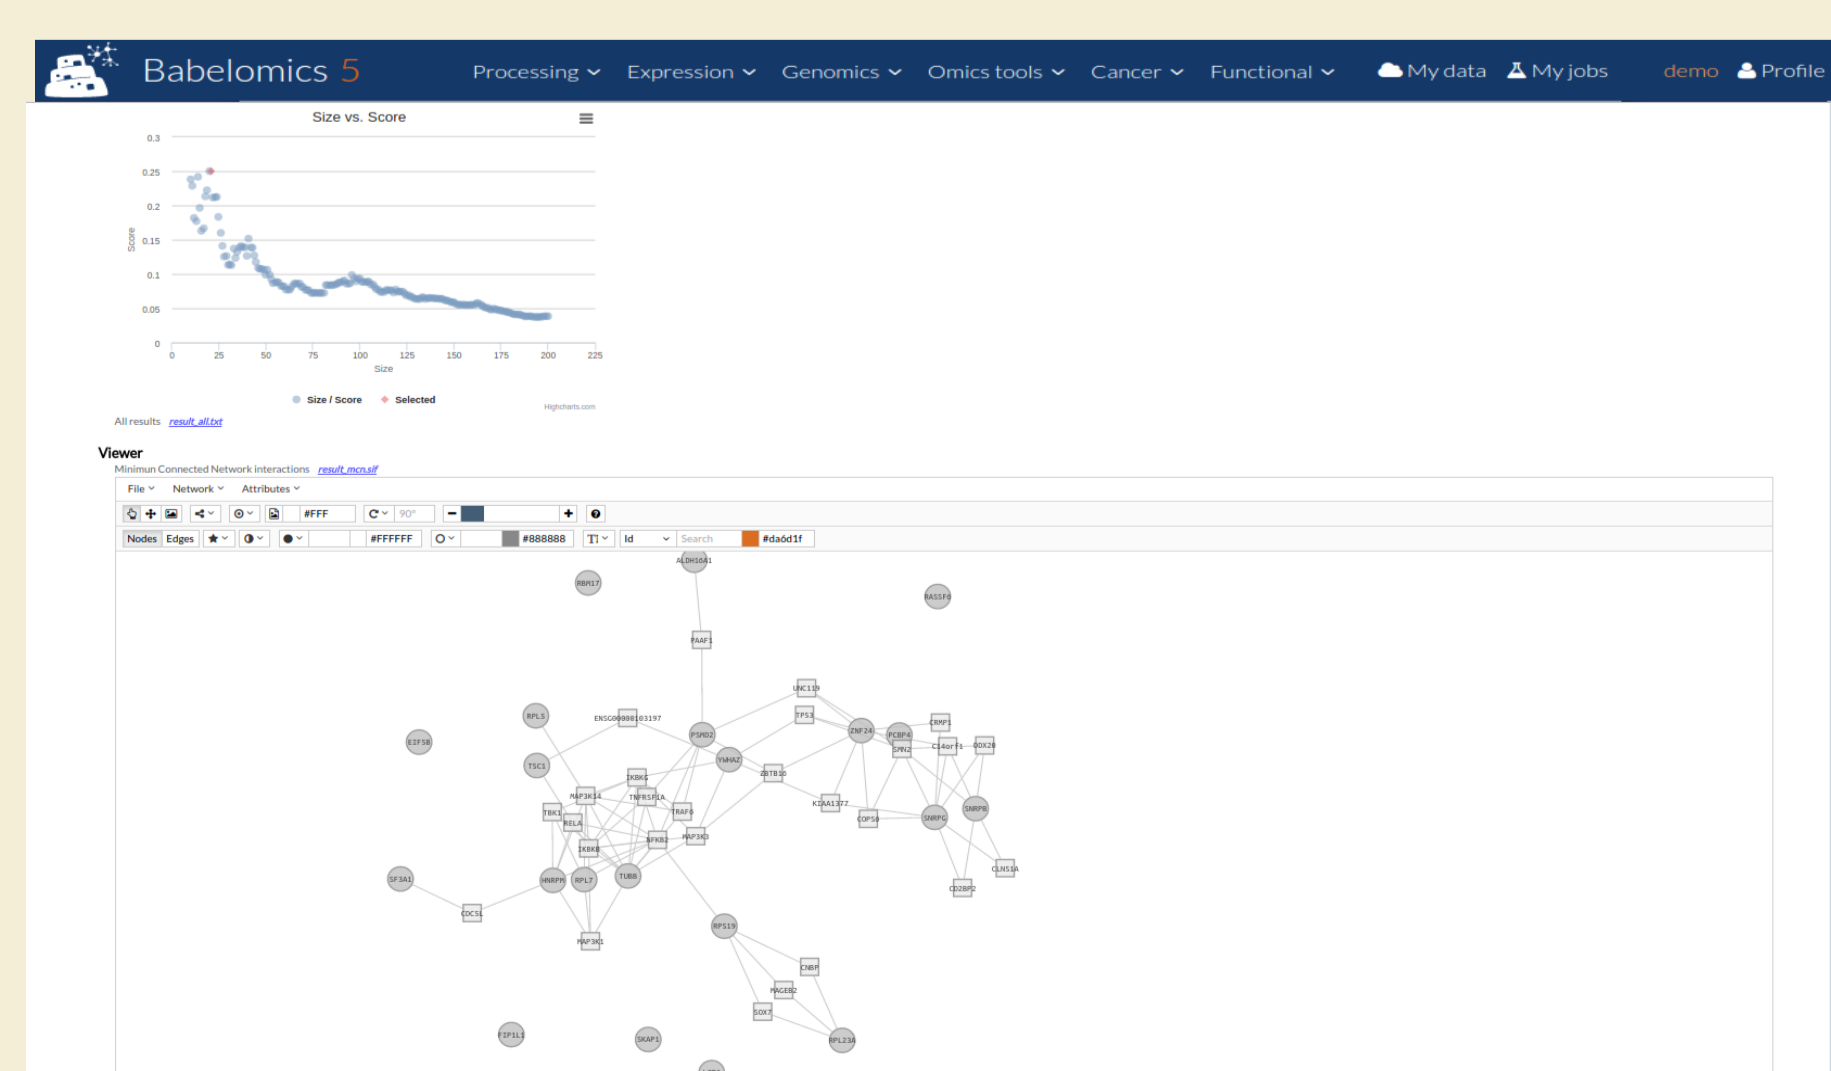 Babelomics 5 Processing Expression Genomics Omics tools Cancer Functional My data My jobs demo Profile
Size vs. Score
0.3
0.25
0.2
0.15
0.1
0.05
0
Score
0 25 50 75 100 125 150 175 200 225
Size
Size / Score Selected
Highcharts.com
All results result_all.txt
Viewer
Minimun Connected Network interactions result_mcn.sif
File Network Attributes
#FFF 90°
Nodes Edges #FFFFFF #888888 TI Id Search #da6d1f
ALDH16A1
RBM17
RASSF6
PAAF1
UNC119
RPL5
ENSG00000103197
TP53
CRMP1
PSMD2
ZNF24
PCBP4
EIF5B
SMN2
C14orf1
DDX20
YWHAZ
TSC1
IKBKG
ZBTB16
MAP3K14
TNFRSF1A
KIAA1377
TBK1
TRAF6
SNRPB
RELA
COPS6
SNRPG
NFKB2
MAP3K3
IKBKB
CLNS1A
SF3A1
HNRPM
RPL7
TUBB
CD2BP2
CDC5L
RPS19
MAP3K1
CNBP
MAGEB2
SOX7
FIP1L1
SKAP1
RPL23A